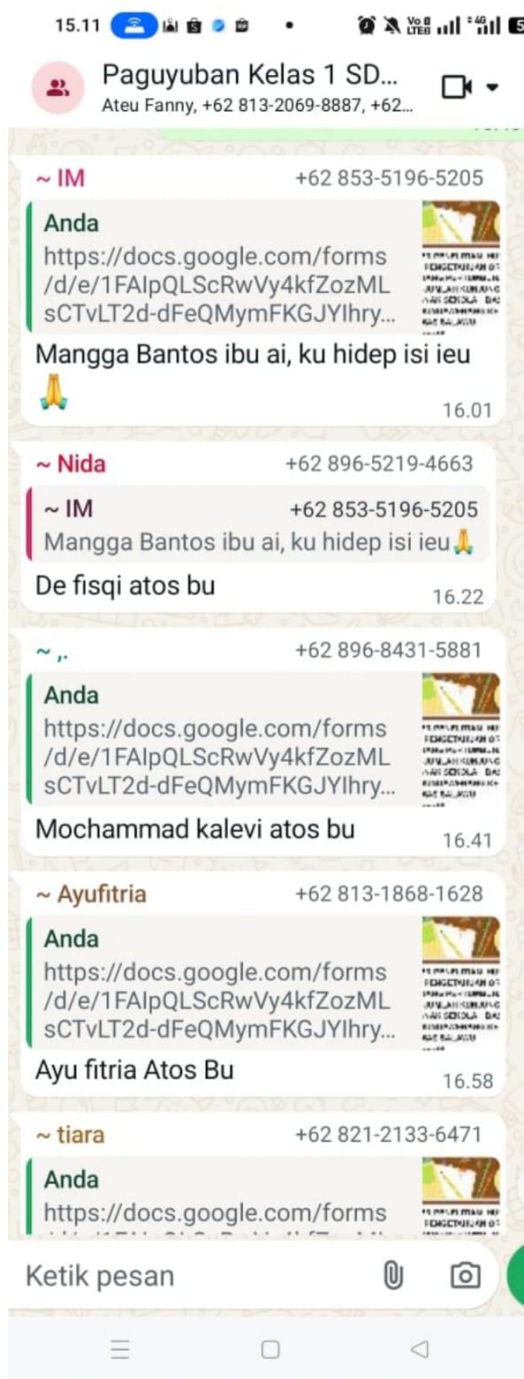 15.11
Paguyuban Kelas 1 SD...
Ateu Fanny, +62 813-2069-8887, +62...
~ IM +62 853-5196-5205
Anda
https://docs.google.com/forms
/d/e/1FAIpQLScRwVy4kfZozML
sCTvLT2d-dFeQMymFKGJYIhry...
Mangga Bantos ibu ai, ku hidep isi ieu
🙏
16.01
~ Nida +62 896-5219-4663
~ IM +62 853-5196-5205
Mangga Bantos ibu ai, ku hidep isi ieu🙏
De fisqi atos bu
16.22
~ ,. +62 896-8431-5881
Anda
https://docs.google.com/forms
/d/e/1FAIpQLScRwVy4kfZozML
sCTvLT2d-dFeQMymFKGJYIhry...
Mochammad kalevi atos bu
16.41
~ Ayufitria +62 813-1868-1628
Anda
https://docs.google.com/forms
/d/e/1FAIpQLScRwVy4kfZozML
sCTvLT2d-dFeQMymFKGJYIhry...
Ayu fitria Atos Bu
16.58
~ tiara +62 821-2133-6471
Anda
https://docs.google.com/forms
Ketik pesan